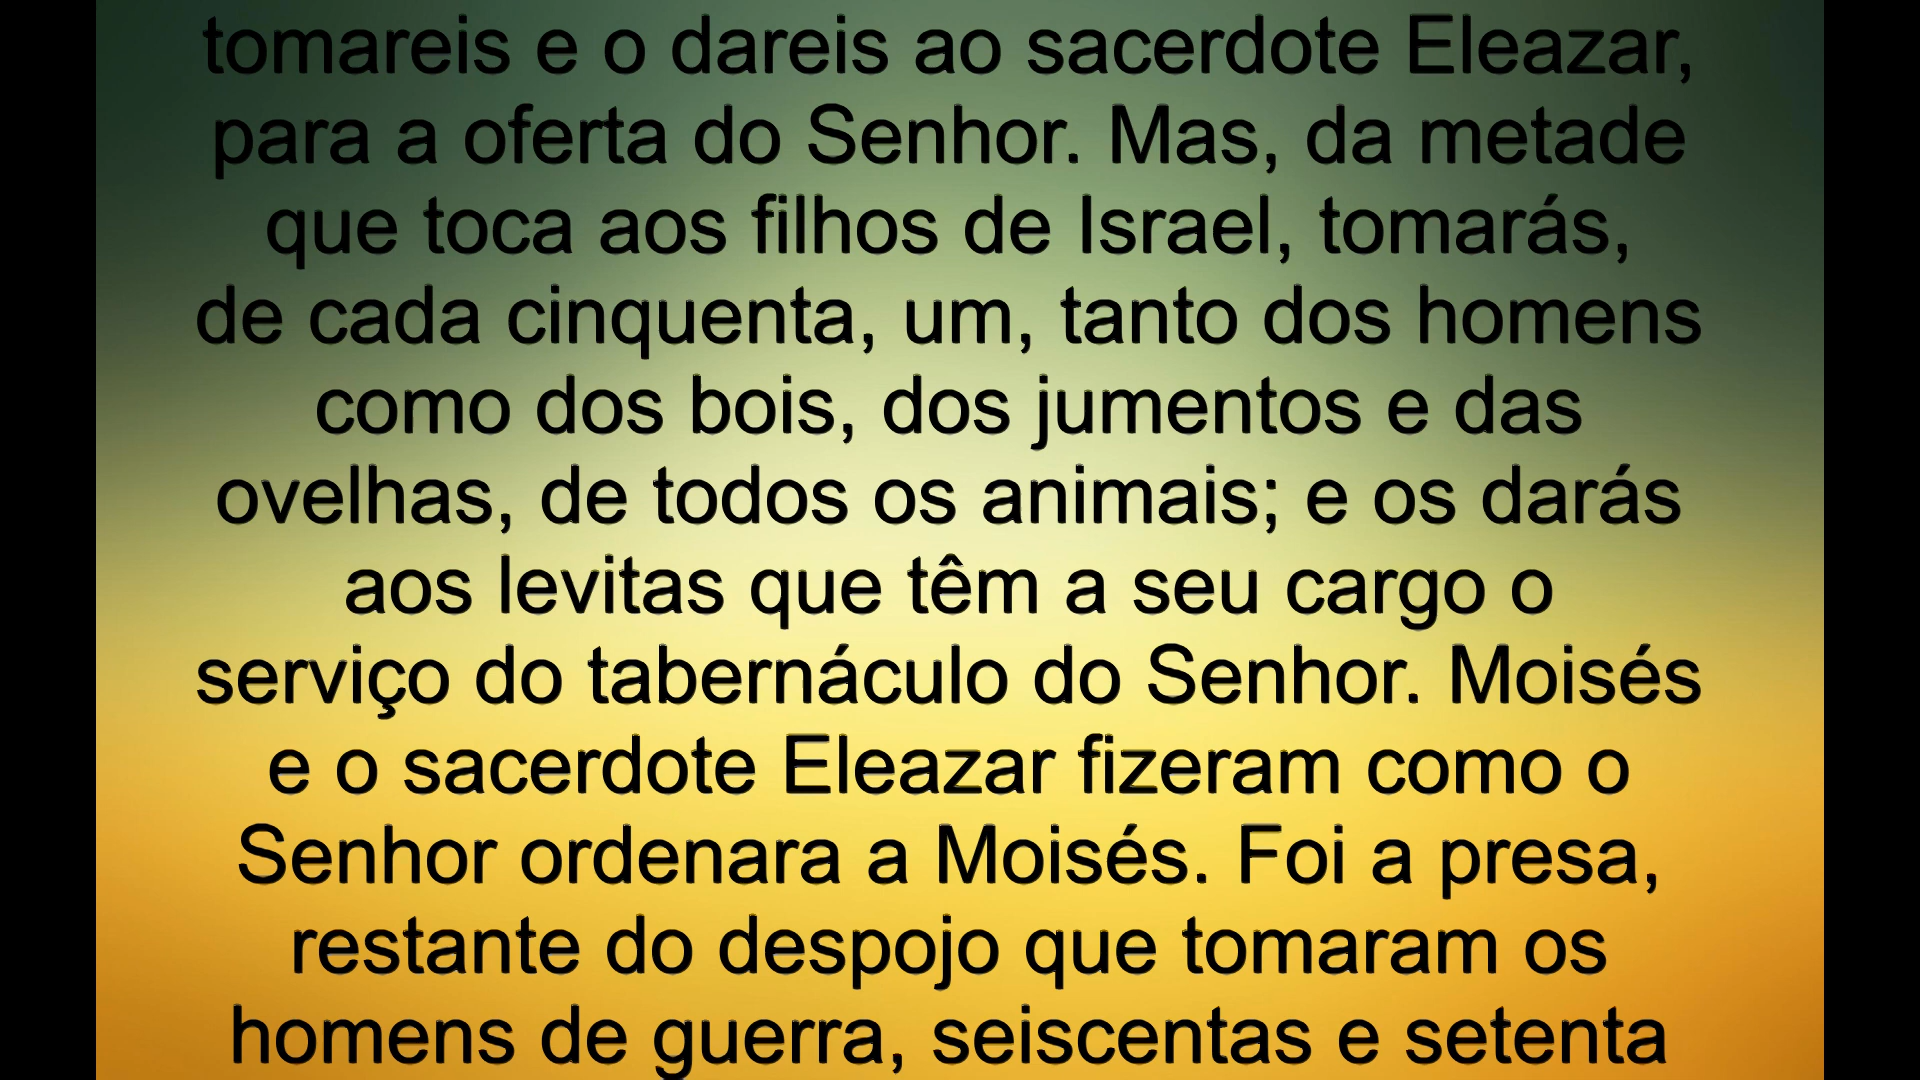 tomareis e o dareis ao sacerdote Eleazar,
para a oferta do Senhor. Mas, da metade
que toca aos filhos de Israel, tomarás,
de cada cinquenta, um, tanto dos homens
como dos bois, dos jumentos e das
ovelhas, de todos os animais; e os darás
aos levitas que têm a seu cargo o
serviço do tabernáculo do Senhor. Moisés
e o sacerdote Eleazar fizeram como o
Senhor ordenara a Moisés. Foi a presa,
restante do despojo que tomaram os
homens de guerra, seiscentas e setenta